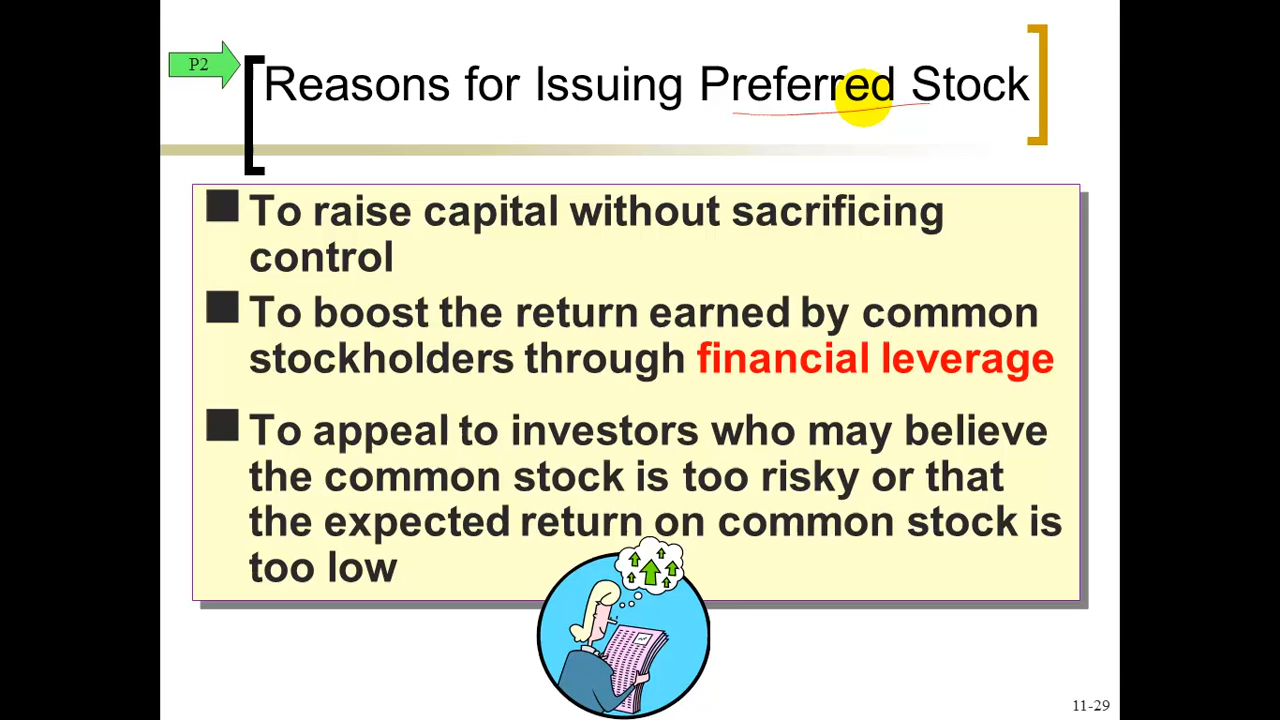 P2
Reasons for Issuing Preferred Stock
To raise capital without sacrificing
control
To boost the return earned by common
stockholders through financial leverage
To appeal to investors who may believe
the common stock is too risky or that
the expected return on common stock is
too low
11-29